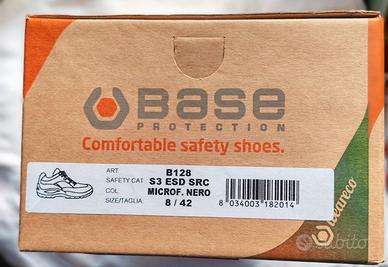 BASE
PROTECTION
Comfortable safety shoes.
ART B128
SAFETY CAT S3 ESD SRC
COL. MICROF. NERO
SIZE/TAGLIA 8 / 42
8 034003 182014
weareco
subito